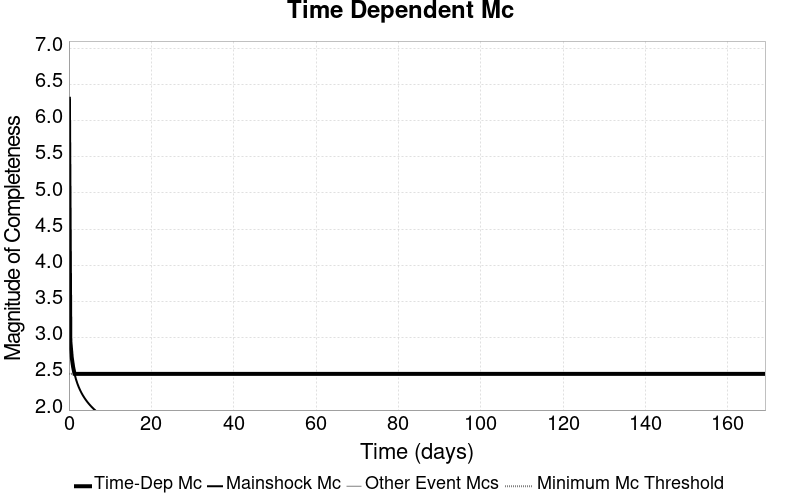 Time Dependent Mc
Magnitude of Completeness
7.0
6.5
6.0
5.5
5.0
4.5
4.0
3.5
3.0
2.5
2.0
0 20 40 60 80 100 120 140 160
Time (days)
Time-Dep Mc Mainshock Mc Other Event Mcs Minimum Mc Threshold